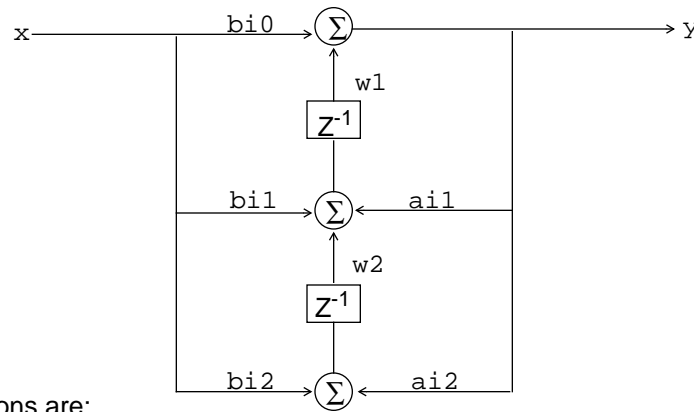 x bi0 Σ y
w1
Z-1
bi1 Σ ai1
w2
Z-1
bi2 Σ ai2
ons are: